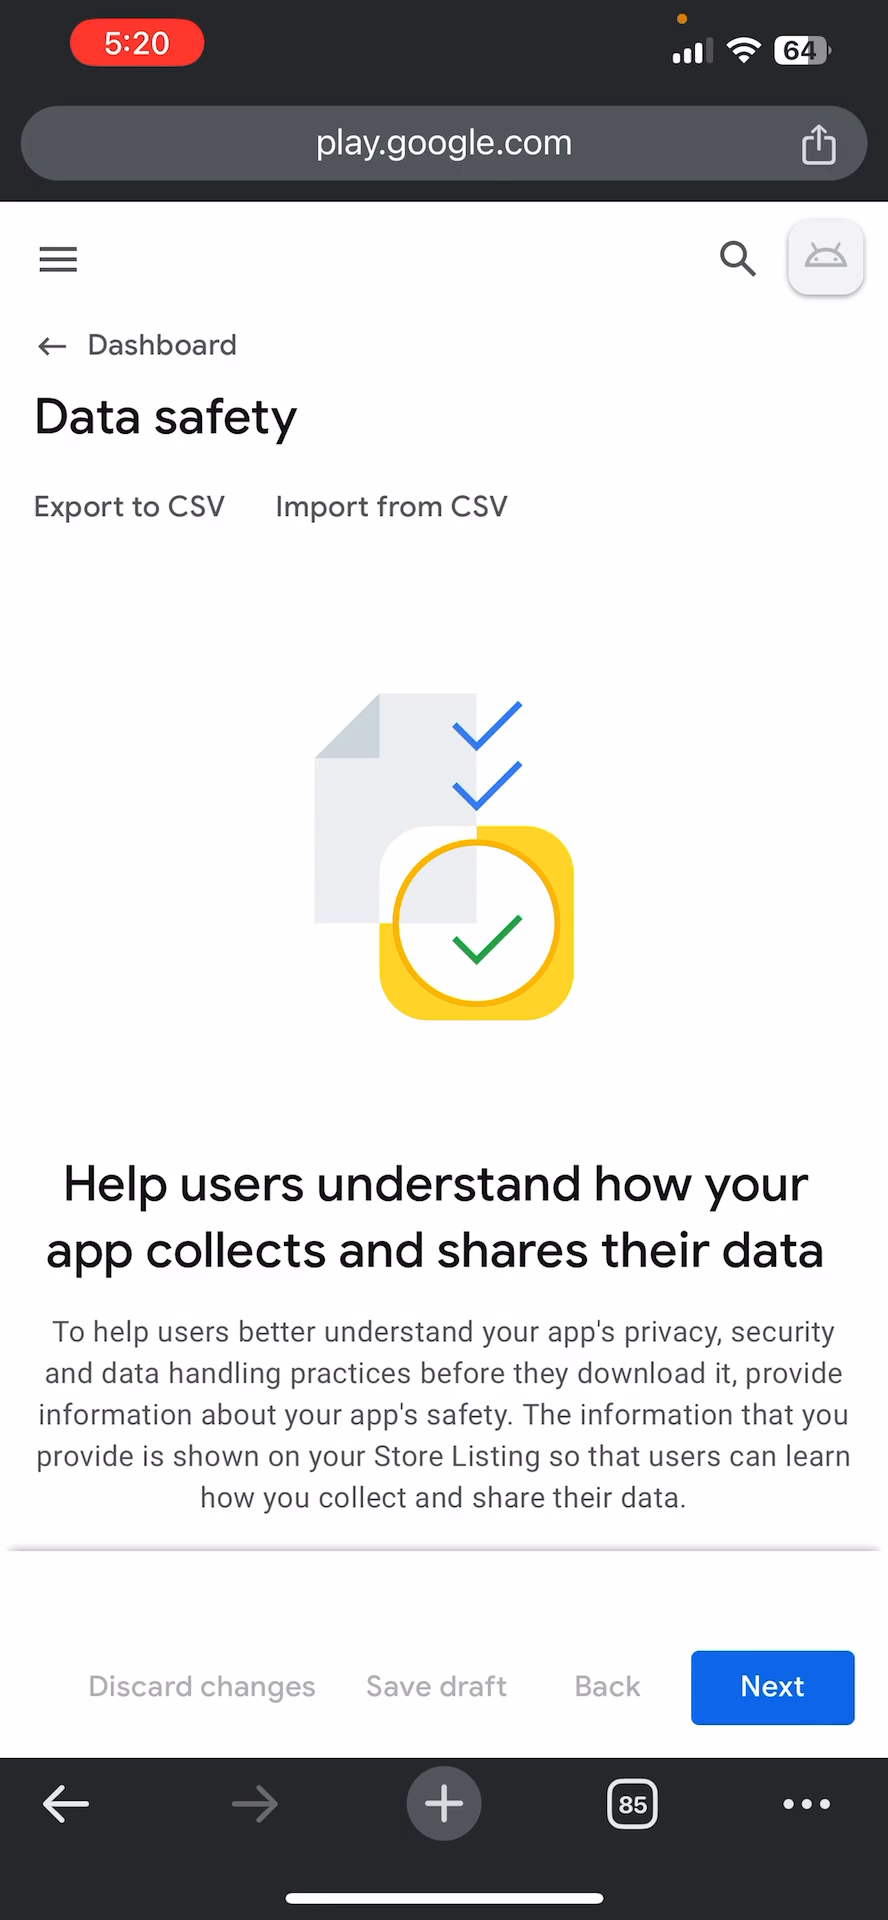 5:20
64
play.google.com
Dashboard
Data safety
Export to CSV Import from CSV
Help users understand how your
app collects and shares their data
To help users better understand your app's privacy, security
and data handling practices before they download it, provide
information about your app's safety. The information that you
provide is shown on your Store Listing so that users can learn
how you collect and share their data.
Discard changes Save draft Back Next
85